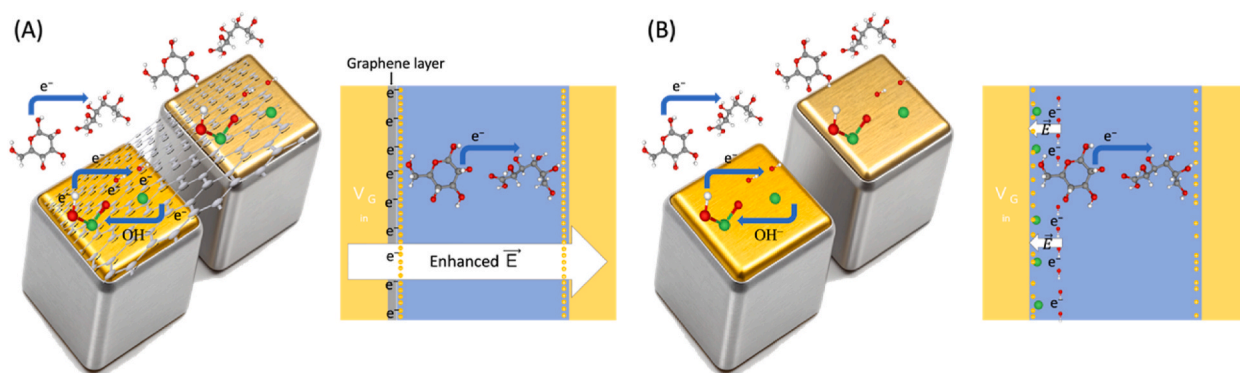 (A)
e⁻
e⁻
e⁻
e⁻
e⁻
e⁻
OH⁻
Graphene layer
e⁻
e⁻
e⁻
e⁻
e⁻
e⁻
e⁻
e⁻
e⁻
V_G
in
Enhanced E⃗
(B)
e⁻
e⁻
OH⁻
V_G
in
e⁻
E⃗
e⁻
e⁻
e⁻
E⃗
e⁻
e⁻